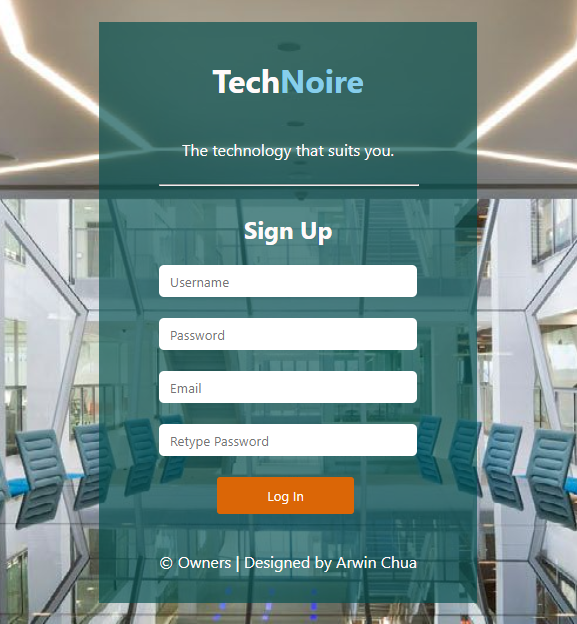 TechNoire
The technology that suits you.
Sign Up
Username
Password
Email
Retype Password
Log In
© Owners | Designed by Arwin Chua